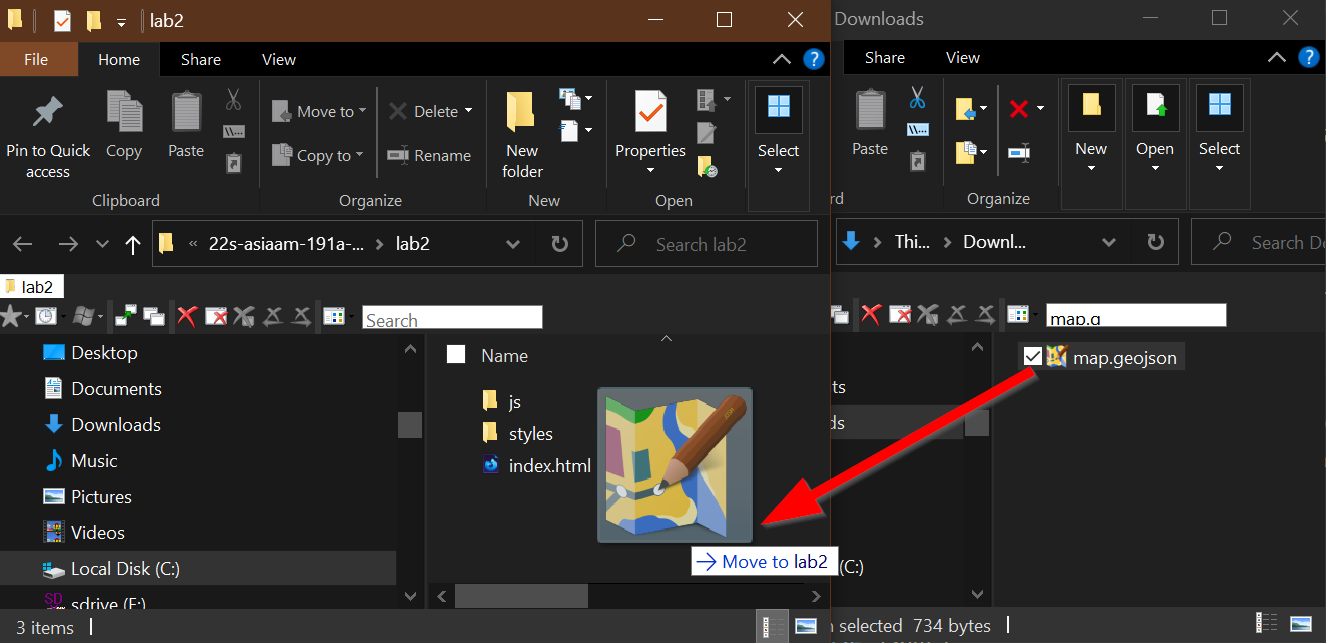 lab2
Downloads
File
Home
Share
View
Share
View
Pin to Quick access
Copy
Paste
Move to
Copy to
Delete
Rename
New folder
Properties
Select
Paste
New
Open
Select
Clipboard
Organize
New
Open
rd
Organize
« 22s-asiaam-191a-... > lab2
Search lab2
> Thi... > Downl...
Search De
lab2
Search
map.g
Desktop
Documents
Downloads
Music
Pictures
Videos
Local Disk (C:)
sdrive (F:)
Name
js
styles
index.html
Move to lab2
ts
ds
(C:)
map.geojson
3 items
selected 734 bytes